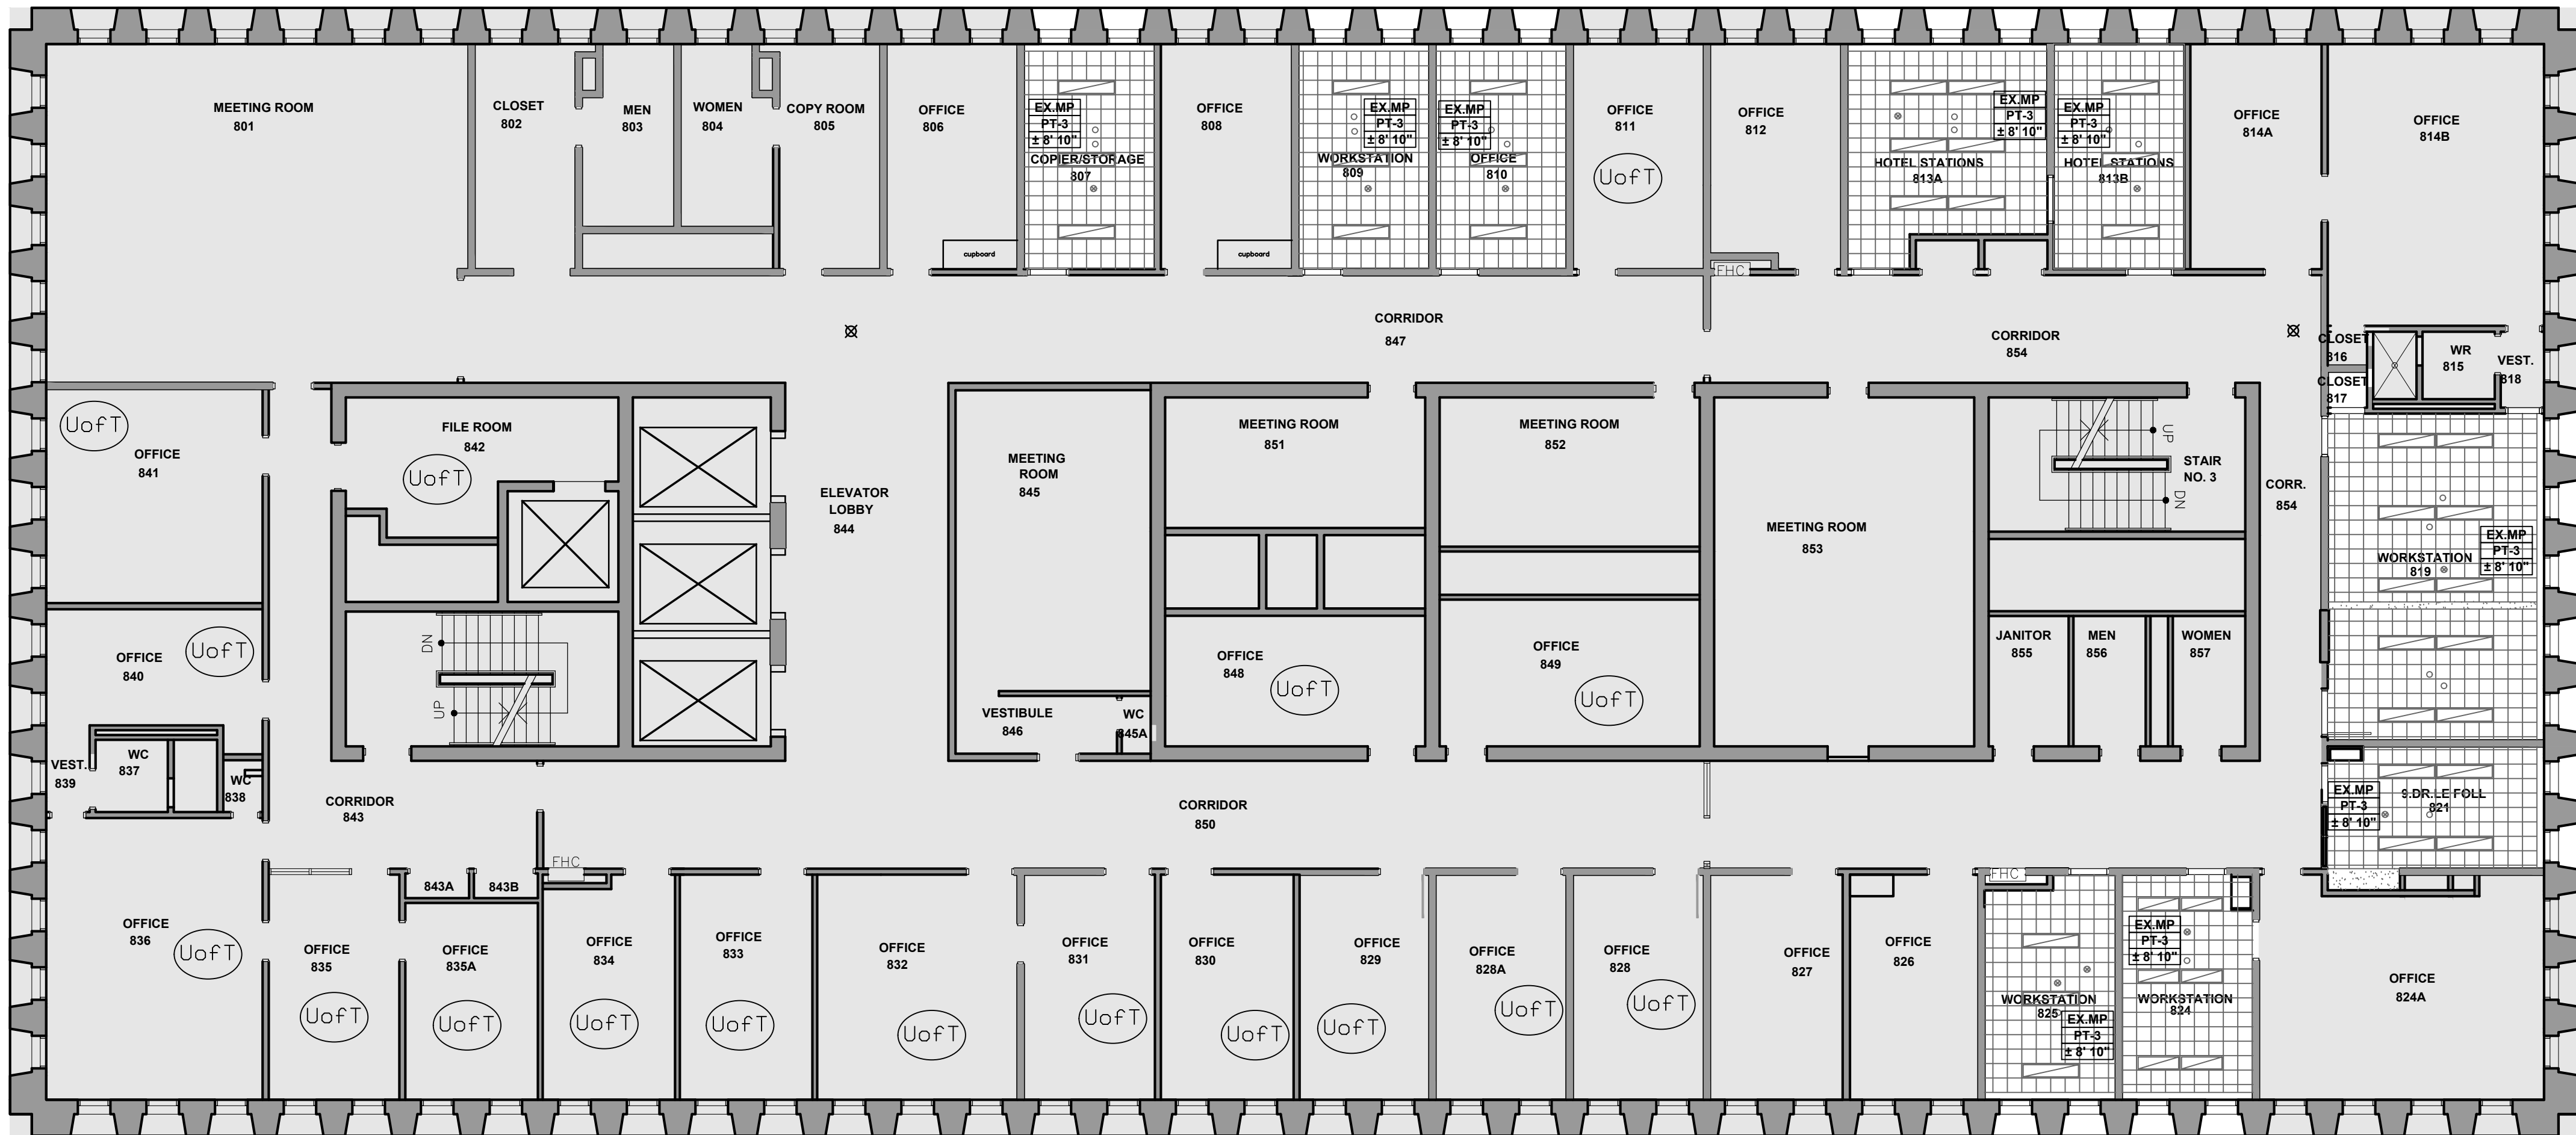 MEETING ROOM
801
CLOSET
802
MEN
803
WOMEN
804
COPY ROOM
805
OFFICE
806
cupboard
EX.MP
PT-3
± 8' 10"
COPIER/STORAGE
807
OFFICE
808
cupboard
EX.MP
PT-3
± 8' 10"
WORKSTATION
809
EX.MP
PT-3
± 8' 10"
OFFICE
810
OFFICE
811
UofT
OFFICE
812
FHC
EX.MP
PT-3
± 8' 10"
HOTEL STATIONS
813A
EX.MP
PT-3
± 8' 10"
HOTEL STATIONS
813B
OFFICE
814A
OFFICE
814B
CORRIDOR
847
CORRIDOR
854
CLOSET
816
WR
815
VEST.
818
CLOSET
817
UofT
OFFICE
841
FILE ROOM
842
UofT
ELEVATOR
LOBBY
844
MEETING
ROOM
845
MEETING ROOM
851
MEETING ROOM
852
MEETING ROOM
853
UP
STAIR
NO. 3
DN
CORR.
854
EX.MP
PT-3
± 8' 10"
WORKSTATION
819
OFFICE
840
UofT
DN
UP
VESTIBULE
846
WC
845A
OFFICE
848
UofT
OFFICE
849
UofT
JANITOR
855
MEN
856
WOMEN
857
VEST.
839
WC
837
WC
838
CORRIDOR
843
CORRIDOR
850
EX.MP
PT-3
± 8' 10"
9.DR.LE FOLL
821
843A
843B
FHC
FHC
OFFICE
836
UofT
OFFICE
835
UofT
OFFICE
835A
UofT
OFFICE
834
UofT
OFFICE
833
UofT
OFFICE
832
UofT
OFFICE
831
UofT
OFFICE
830
UofT
OFFICE
829
UofT
OFFICE
828A
UofT
OFFICE
828
UofT
OFFICE
827
OFFICE
826
WORKSTATION
825
EX.MP
PT-3
± 8' 10"
EX.MP
PT-3
± 8' 10"
WORKSTATION
824
OFFICE
824A